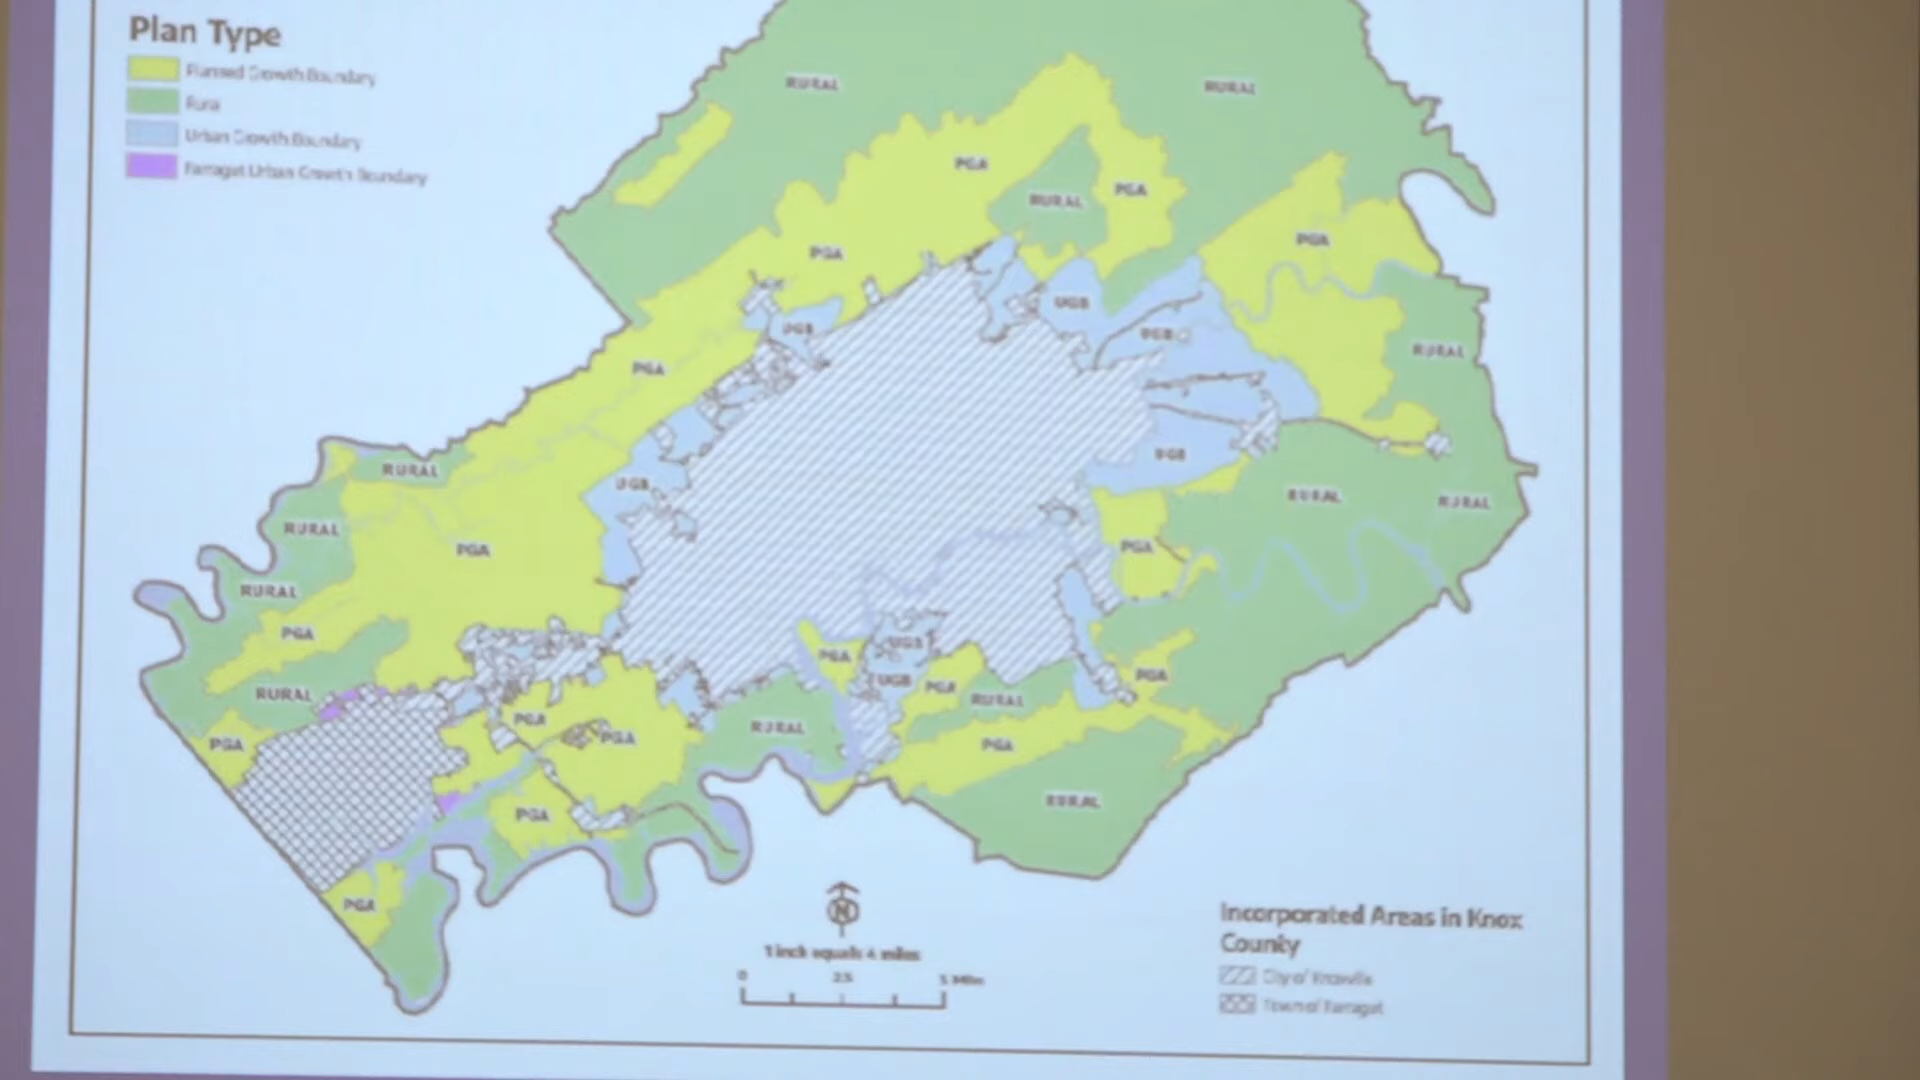 Plan Type
Planned Growth Boundary
Rural
Urban Growth Boundary
Farragut Urban Growth Boundary
RURAL
RURAL
PGA
RURAL
PGA
PGA
PGA
UGB
UGB
UGB
RURAL
PGA
RURAL
UGB
UGB
RURAL
RURAL
RURAL
PGA
PGA
RURAL
PGA
RURAL
PGA
UGB
PGA
UGB
PGA
RURAL
PGA
PGA
PGA
PGA
RURAL
PGA
PGA
RURAL
PGA
N
1 inch equals 4 miles
0 2.5 5 Miles
Incorporated Areas in Knox
County
City of Knoxville
Town of Farragut